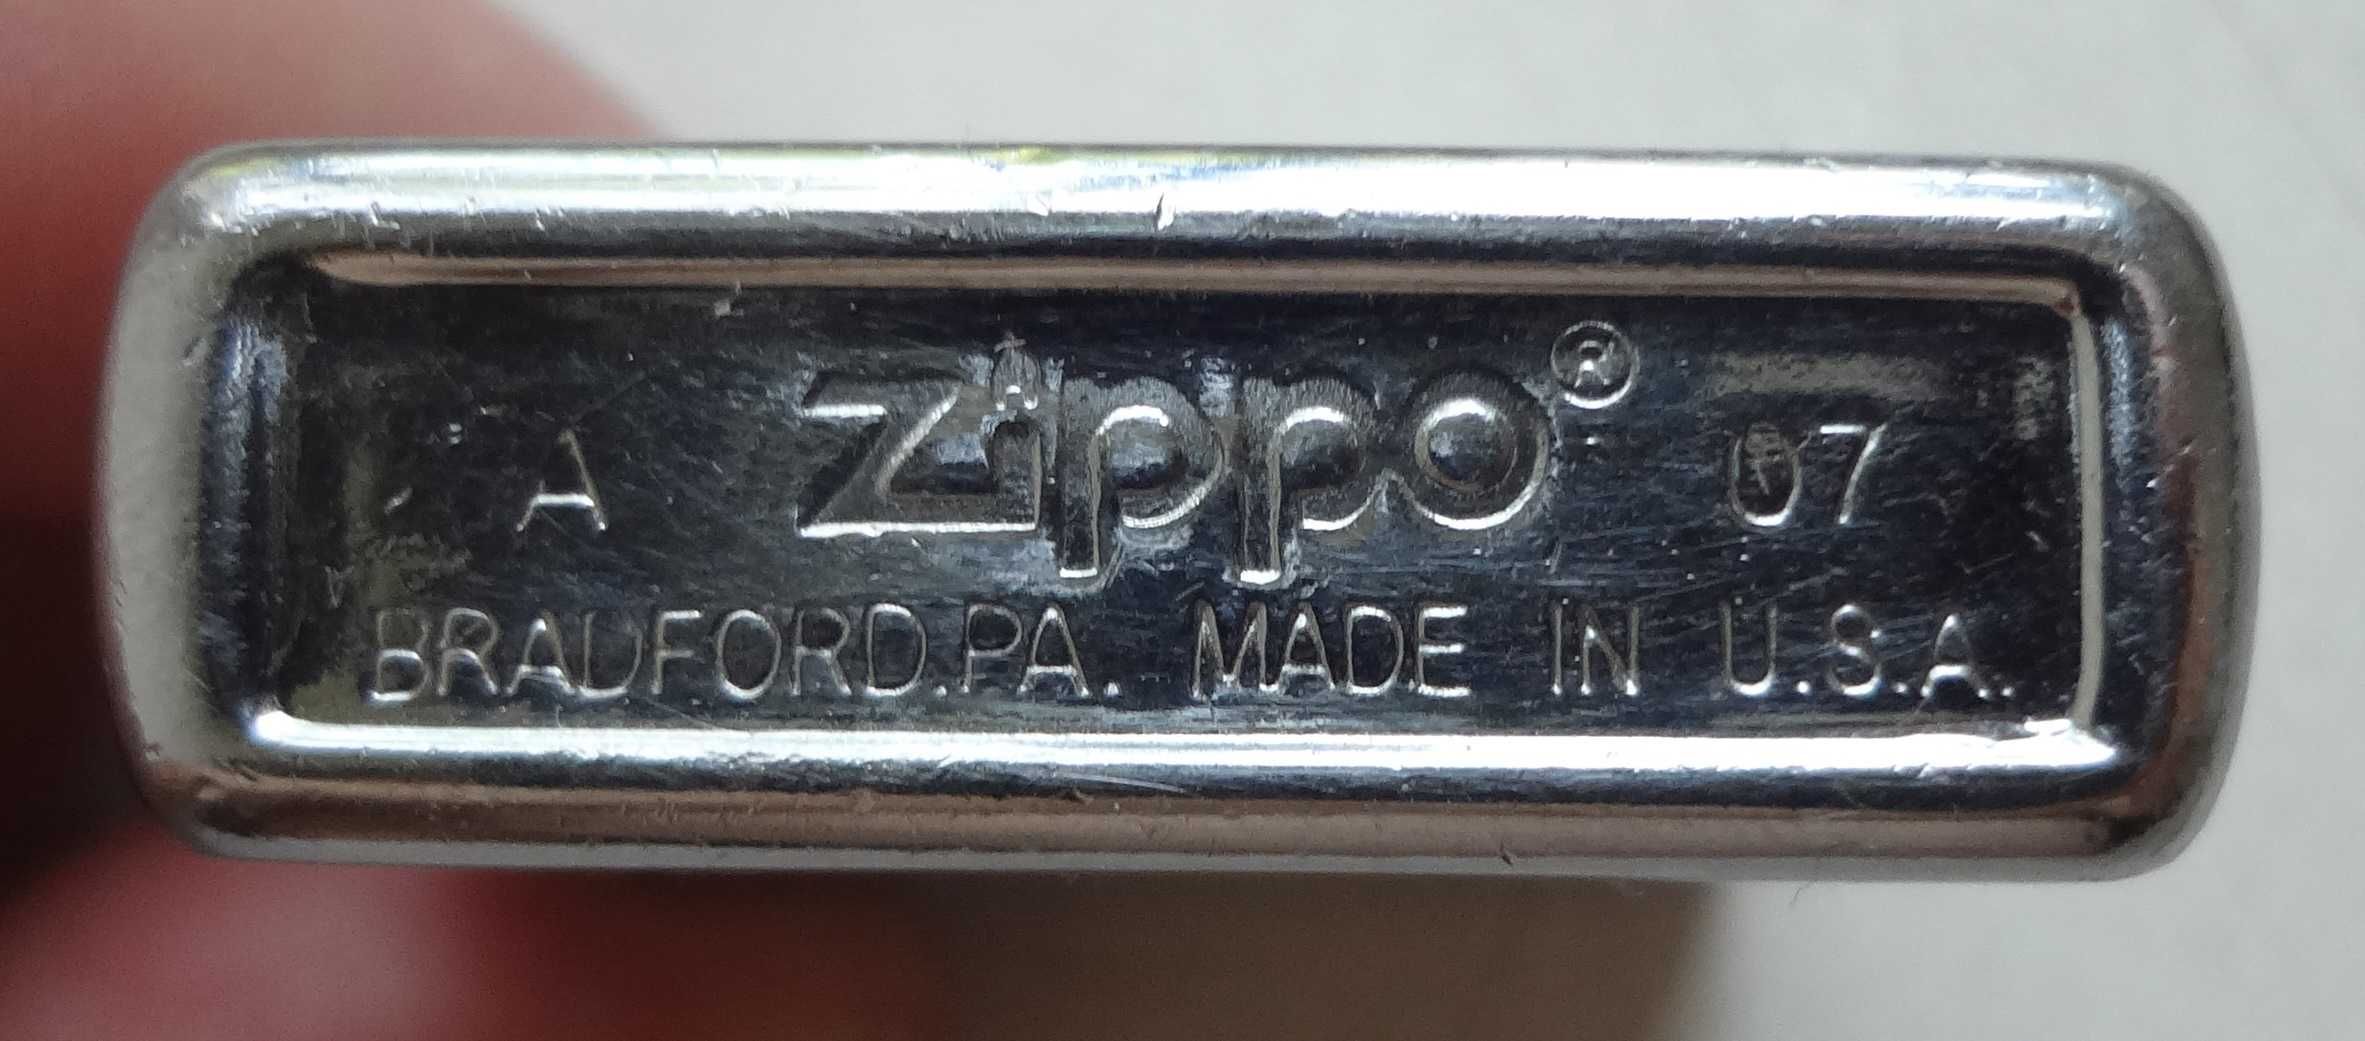 A Zippo® 07
BRADFORD.PA. MADE IN U.S.A.